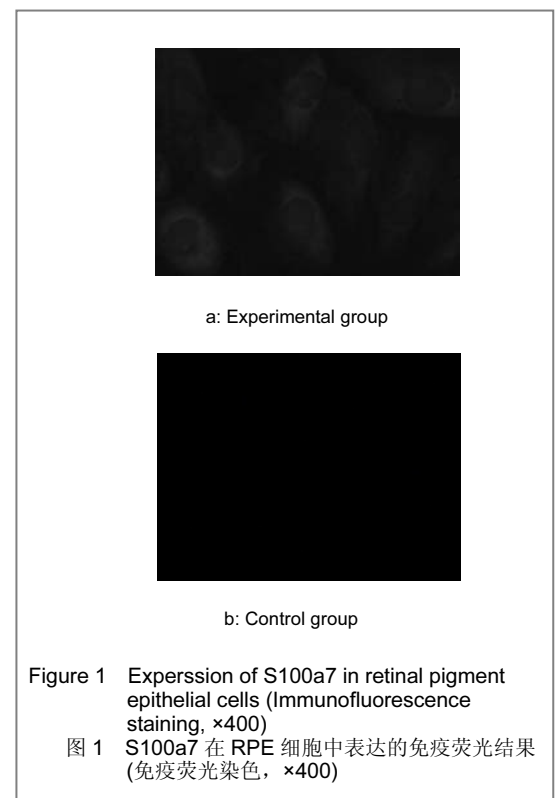 a: Experimental group
b: Control group
Figure 1 Experssion of S100a7 in retinal pigment
epithelial cells (Immunofluorescence
staining, ×400)
图 1 S100a7 在 RPE 细胞中表达的免疫荧光结果
(免疫荧光染色，×400)